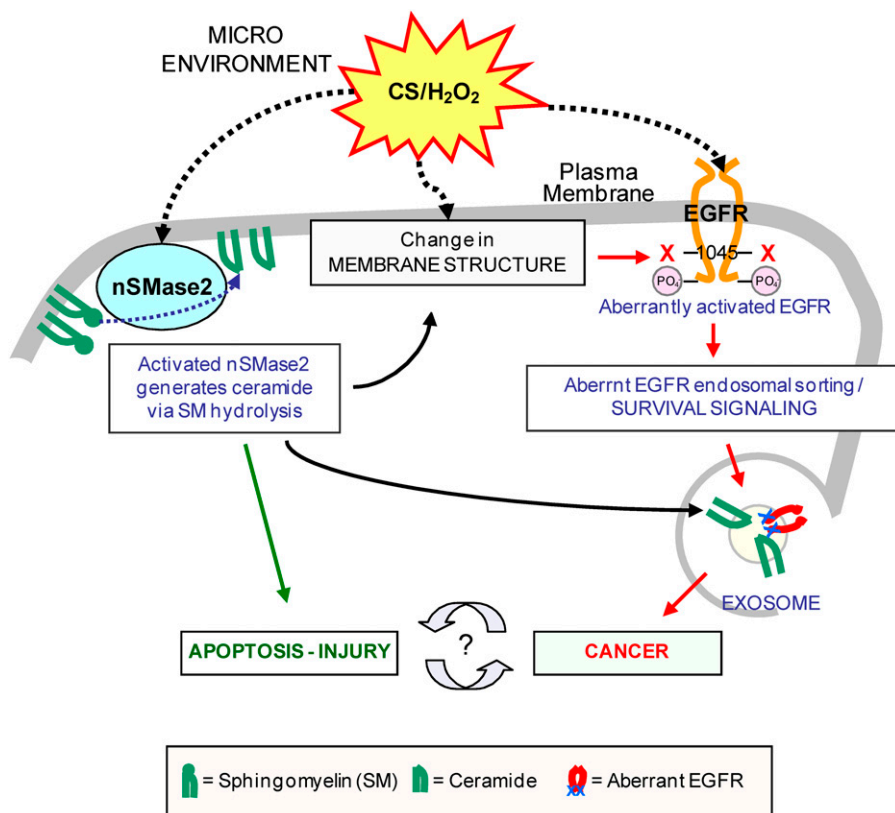 MICRO
ENVIRONMENT
CS/H₂O₂
Plasma
Membrane
EGFR
nSMase2
Change in
MEMBRANE STRUCTURE
X -1045- X
PO₄ PO₄
Aberrantly activated EGFR
Activated nSMase2
generates ceramide
via SM hydrolysis
Aberrnt EGFR endosomal sorting /
SURVIVAL SIGNALING
EXOSOME
APOPTOSIS - INJURY
?
CANCER
= Sphingomyelin (SM)
= Ceramide
XX
= Aberrant EGFR